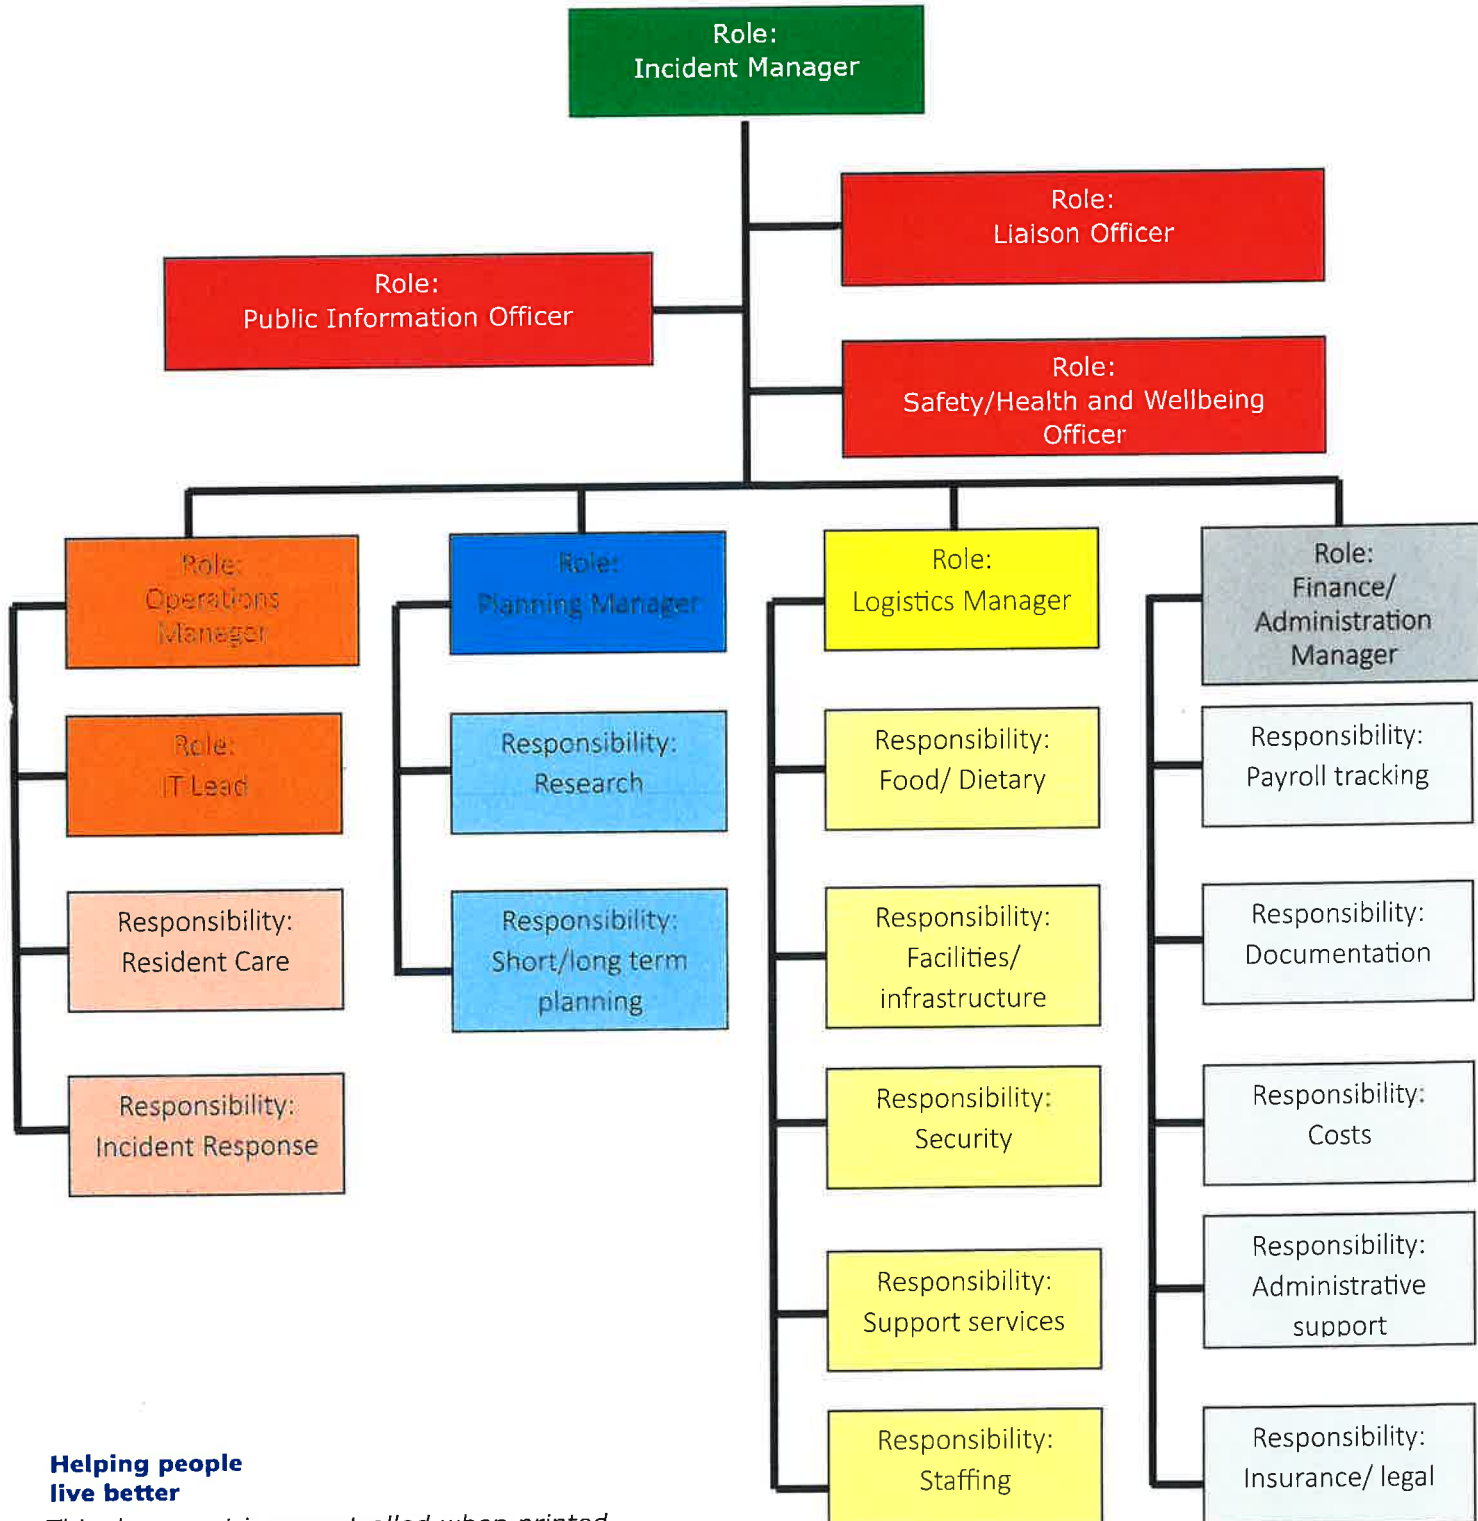 Role:
Incident Manager
Role:
Liaison Officer
Role:
Public Information Officer
Role:
Safety/Health and Wellbeing
Officer
Role:
Operations
Manager
Role:
IT Lead
Responsibility:
Resident Care
Responsibility:
Incident Response
Role:
Planning Manager
Responsibility:
Research
Responsibility:
Short/long term
planning
Role:
Logistics Manager
Responsibility:
Food/ Dietary
Responsibility:
Facilities/
infrastructure
Responsibility:
Security
Responsibility:
Support services
Responsibility:
Staffing
Role:
Finance/
Administration
Manager
Responsibility:
Payroll tracking
Responsibility:
Documentation
Responsibility:
Costs
Responsibility:
Administrative
support
Responsibility:
Insurance/ legal
Helping people
live better
when printed